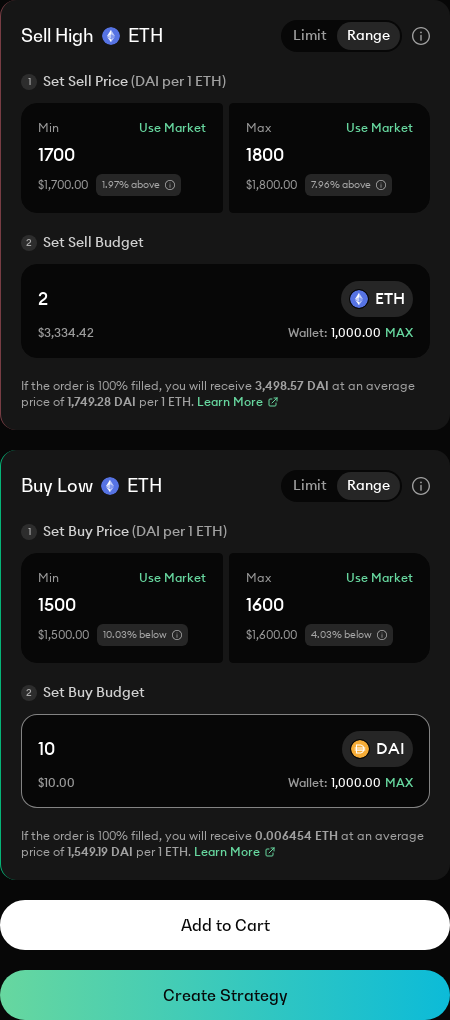 Sell High ETH Limit Range
1 Set Sell Price (DAI per 1 ETH)
Min Use Market Max Use Market
1700 1800
$1,700.00 1.97% above $1,800.00 7.96% above
2 Set Sell Budget
2 ETH
$3,334.42 Wallet: 1,000.00 MAX
If the order is 100% filled, you will receive 3,498.57 DAI at an average
price of 1,749.28 DAI per 1 ETH. Learn More
Buy Low ETH Limit Range
1 Set Buy Price (DAI per 1 ETH)
Min Use Market Max Use Market
1500 1600
$1,500.00 10.03% below $1,600.00 4.03% below
2 Set Buy Budget
10 DAI
$10.00 Wallet: 1,000.00 MAX
If the order is 100% filled, you will receive 0.006454 ETH at an average
price of 1,549.19 DAI per 1 ETH. Learn More
Add to Cart
Create Strategy